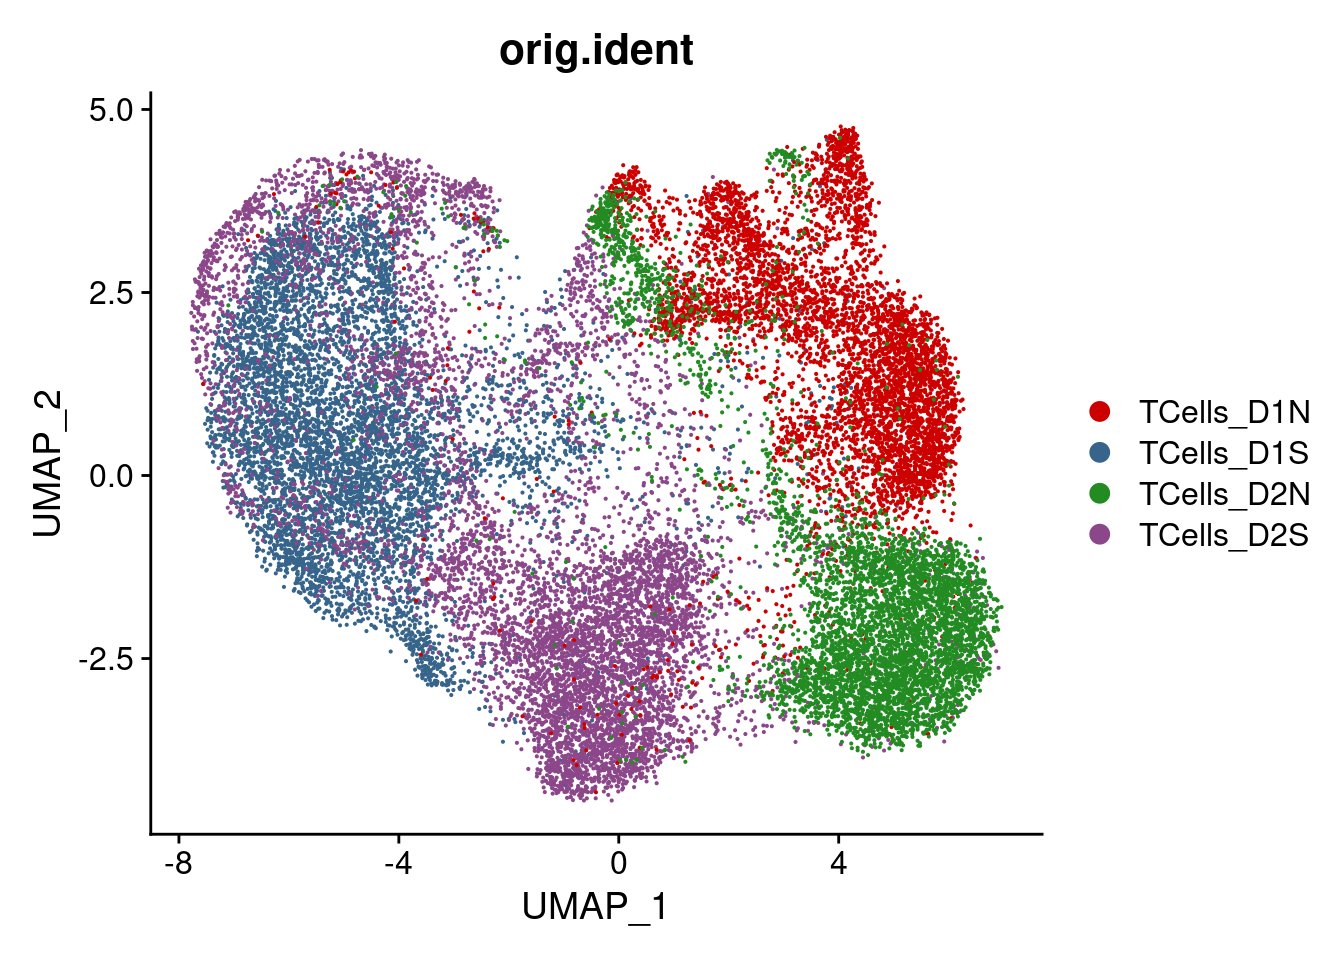 orig.ident
5.0
2.5
0.0
-2.5
UMAP_2
-8
-4
0
4
UMAP_1
TCells_D1N
TCells_D1S
TCells_D2N
TCells_D2S